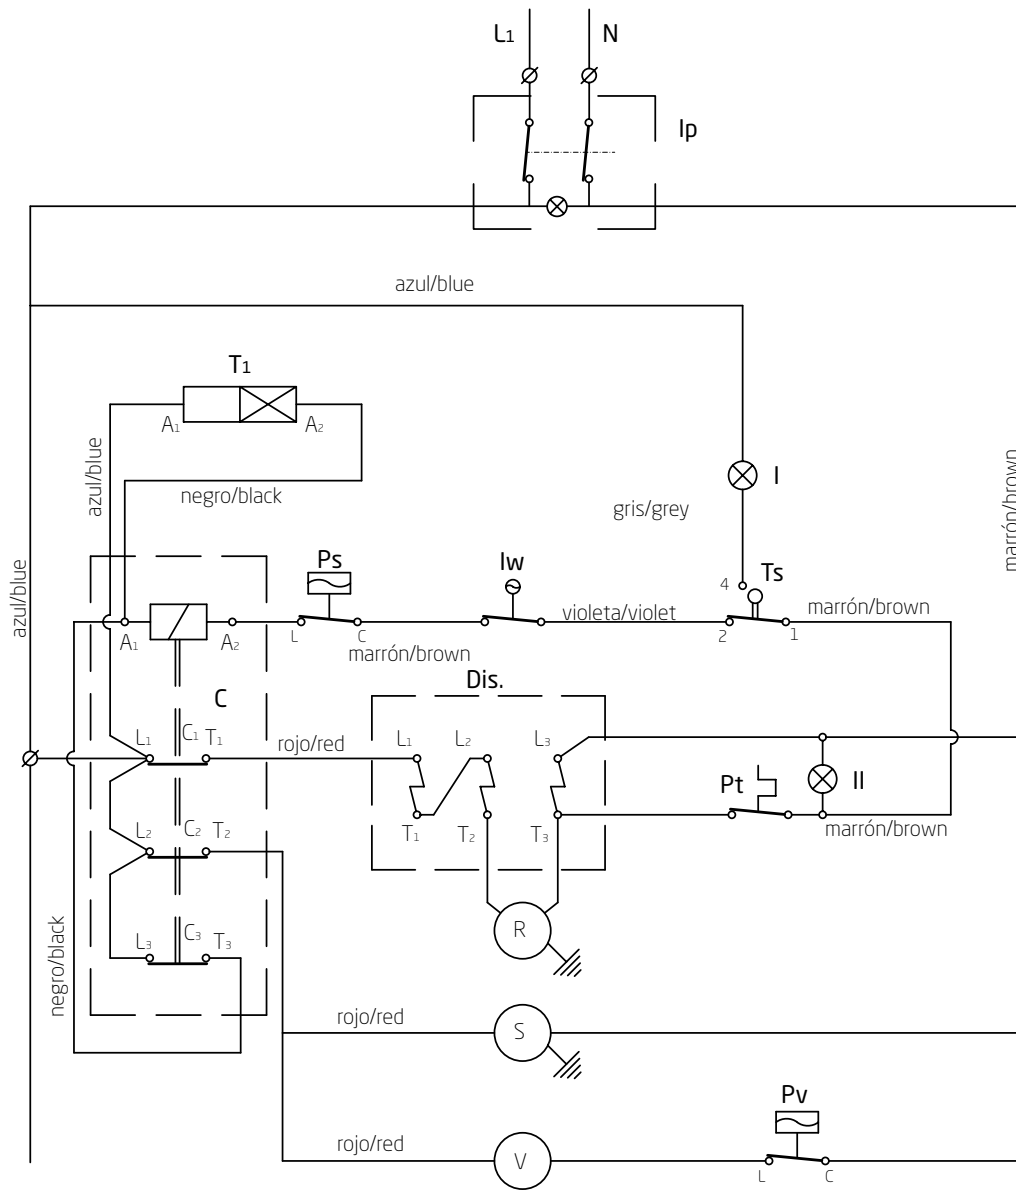 L1 N
Ip
azul/blue
T1
A1 A2
azul/blue
negro/black
I
gris/grey
marrón/brown
Ps
Iw
4 Ts
azul/blue
violeta/violet
marrón/brown
A1 A2
L C
2 1
marrón/brown
C
Dis.
L1 C1 T1
rojo/red
L1 L2 L3
Pt II
L2 C2 T2
T1 T2 T3
marrón/brown
R
L3 C3 T3
negro/black
rojo/red
S
Pv
rojo/red
V
L C